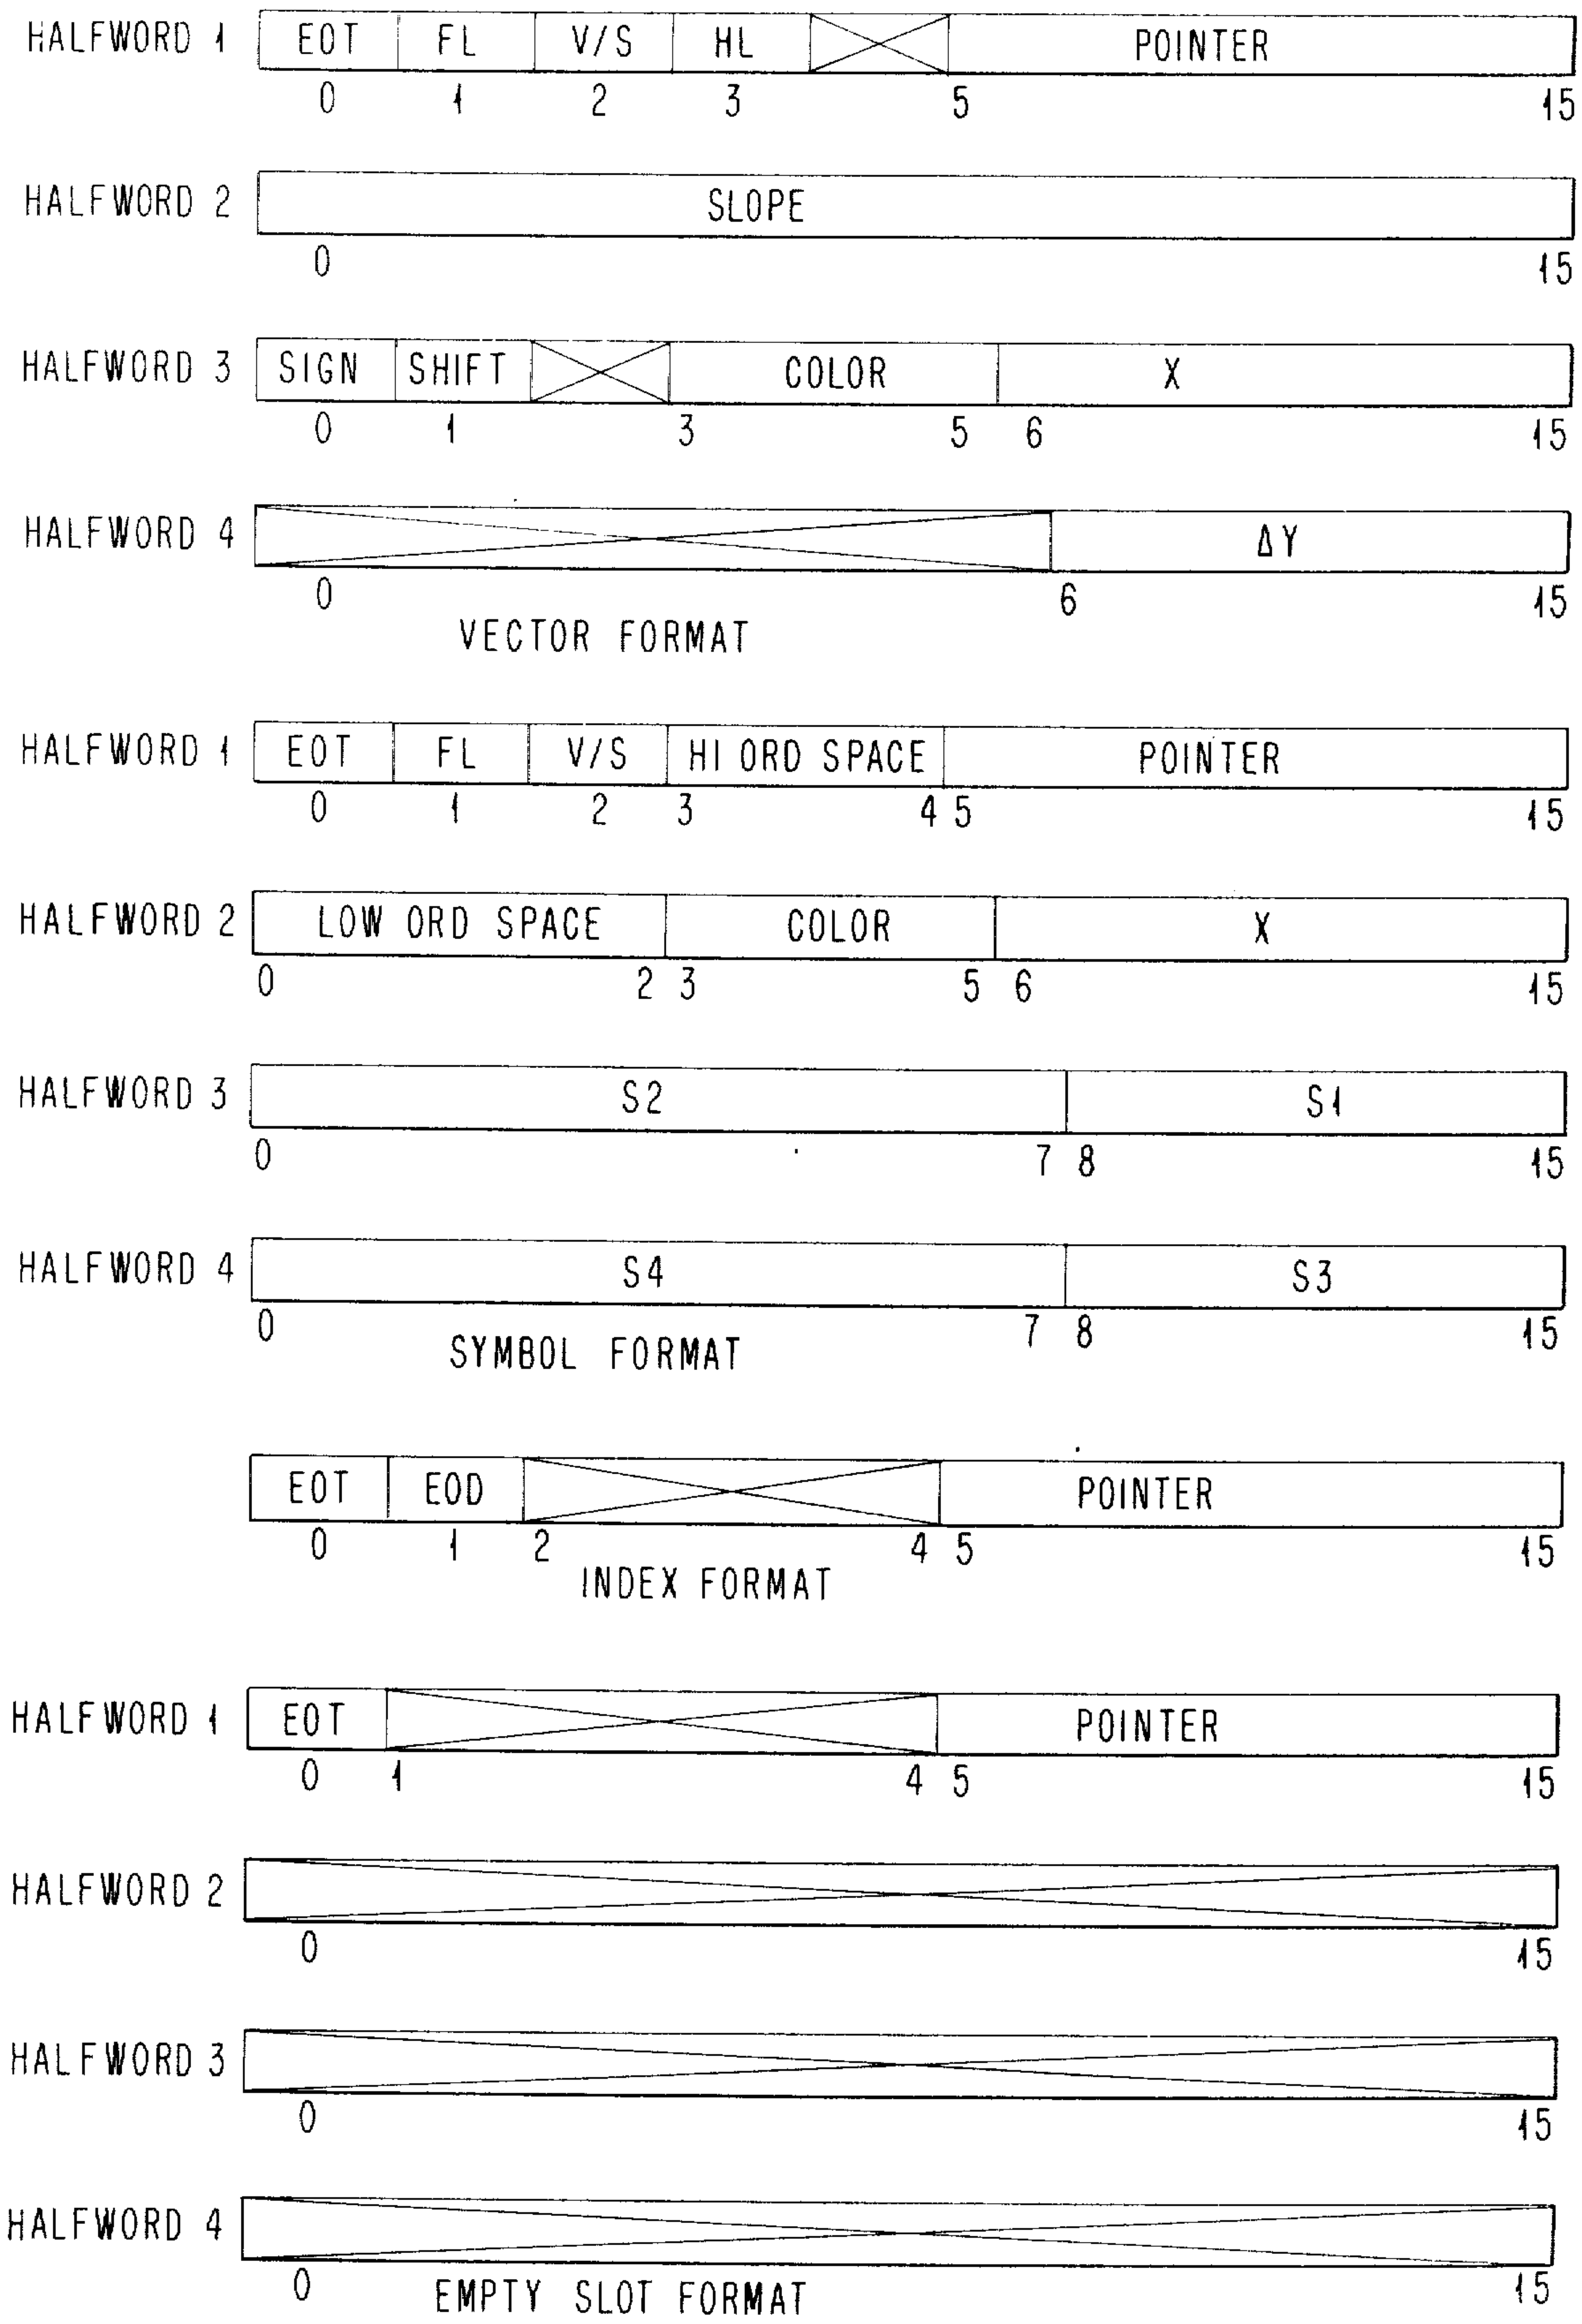 HALFWORD 1 EOT FL V/S HL POINTER
0 1 2 3 5 15
HALFWORD 2 SLOPE
0 15
HALFWORD 3 SIGN SHIFT COLOR X
0 1 3 5 6 15
HALFWORD 4 ΔY
0 6 15
VECTOR FORMAT
HALFWORD 1 EOT FL V/S HI ORD SPACE POINTER
0 1 2 3 4 5 15
HALFWORD 2 LOW ORD SPACE COLOR X
0 2 3 5 6 15
HALFWORD 3 S2 S1
0 7 8 15
HALFWORD 4 S4 S3
0 7 8 15
SYMBOL FORMAT
EOT EOD POINTER
0 1 2 4 5 15
INDEX FORMAT
HALFWORD 1 EOT POINTER
0 1 4 5 15
HALFWORD 2
0 15
HALFWORD 3
0 15
HALFWORD 4
0 15
EMPTY SLOT FORMAT